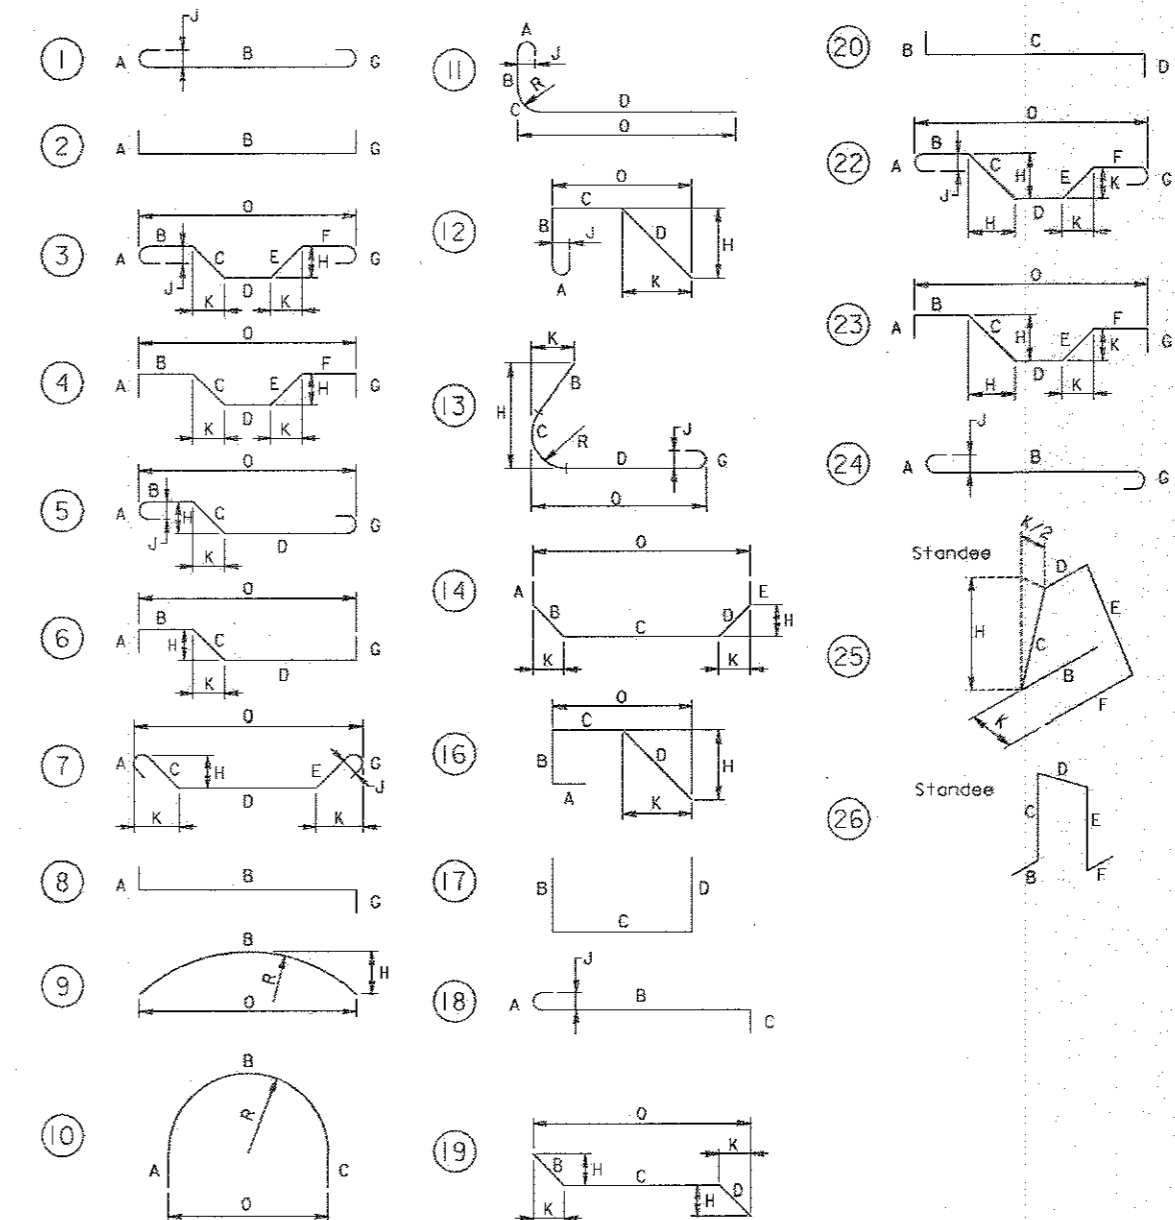 1 A J B G
2 A B G
3 O A B J C K D E K F H G
4 O A B C K D E K F H G
5 O A B J H C K D G
6 O A B H C K D G
7 O A C K H D E K J G
8 A B G
9 B R H O
10 B R A C O
11 A J B R C D O
12 O C B J A D K H
13 K H B C R D J G O
14 O A B K C D K H E
16 O C B A D K H
17 B C D
18 A J B C
19 O B K H C K H D
20 B C D
22 O A B J C H H D E K F K G
23 O A B C H H D E K F K G
24 A J B G
25 Standee K/2 D H C E B F K
26 Standee D C E B F